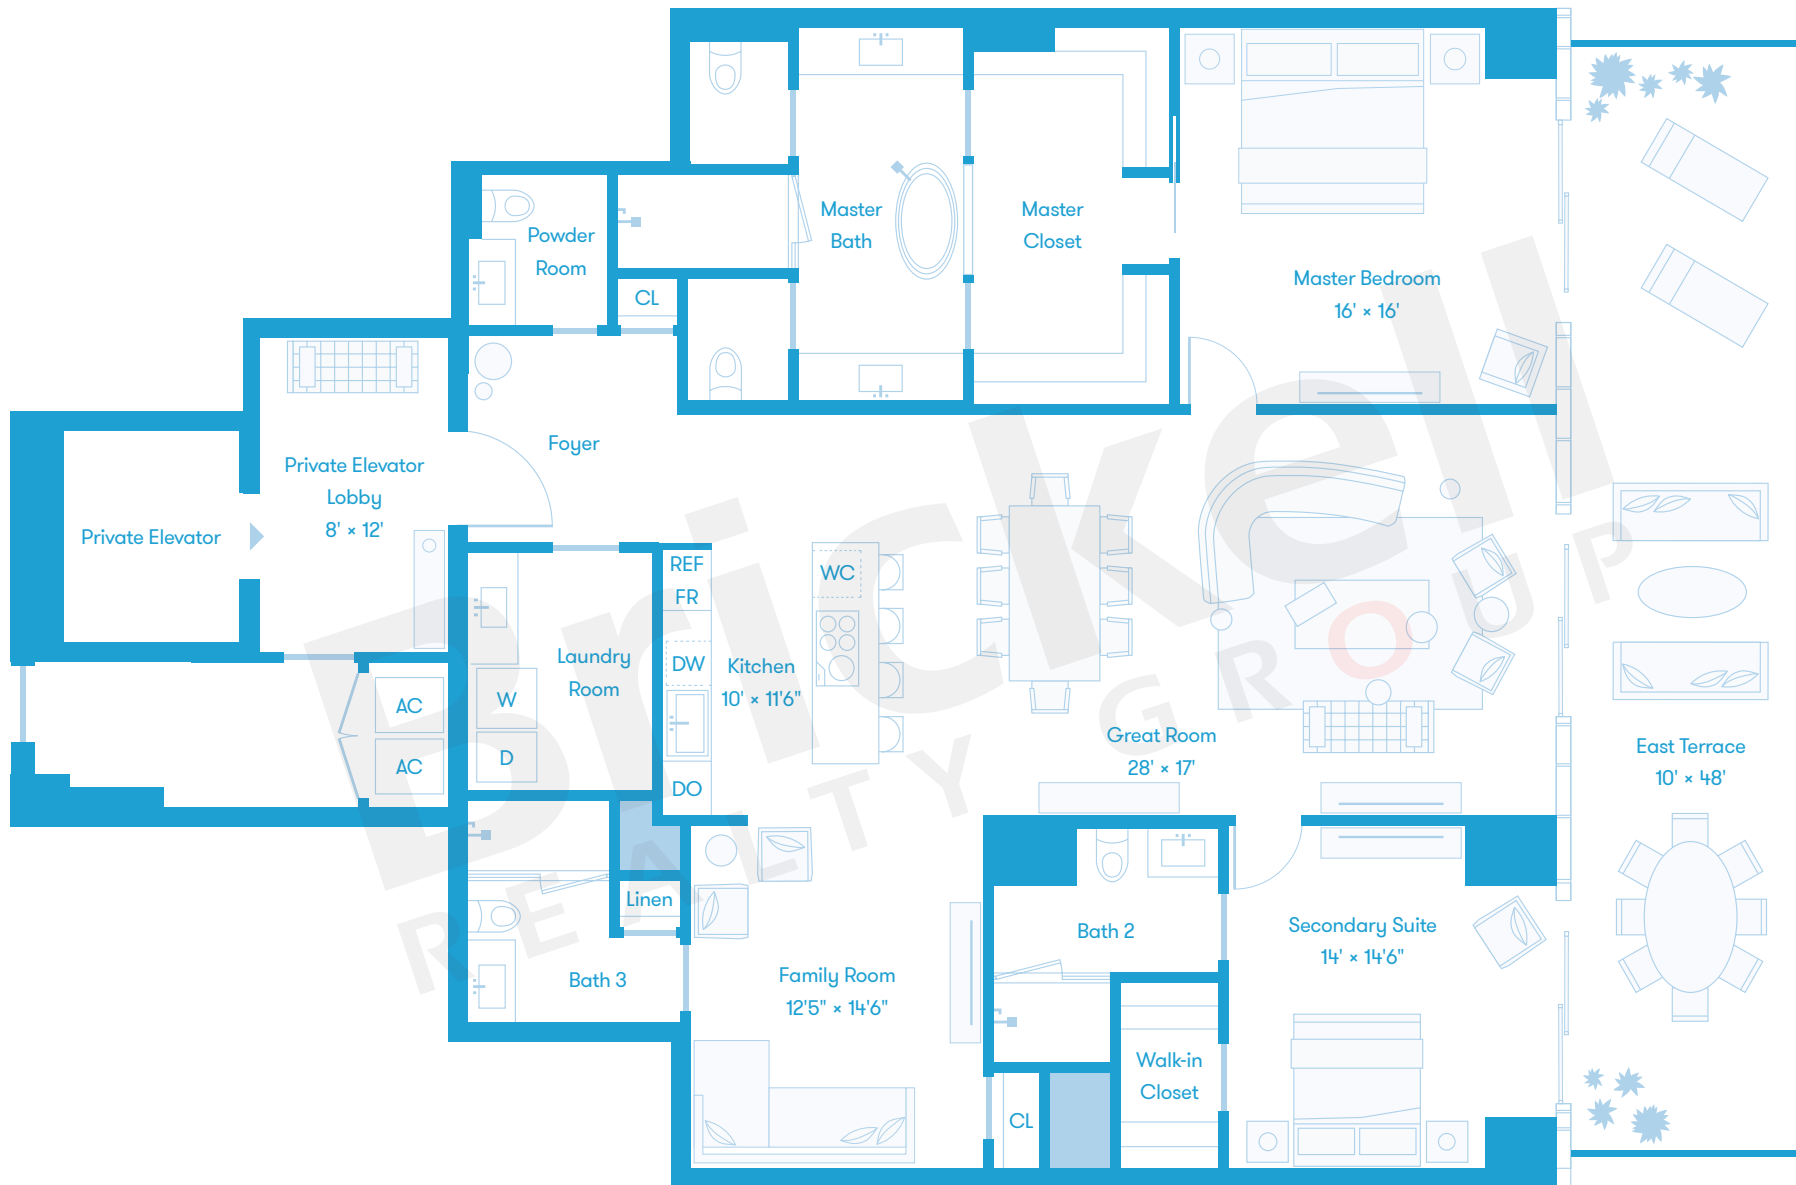 Master
Bath
Master
Closet
Powder
Room
CL
Master Bedroom
16' × 16'
Foyer
Private Elevator
Lobby
8' × 12'
Private Elevator
REF
FR
WC
DW
Kitchen
10' × 11'6"
DO
Laundry
Room
W
D
AC
AC
Great Room
28' × 17'
East Terrace
10' × 48'
Linen
Bath 3
Family Room
12'5" × 14'6"
Bath 2
Secondary Suite
14' × 14'6"
Walk-in
Closet
CL
Brickell
REALTY GROUP